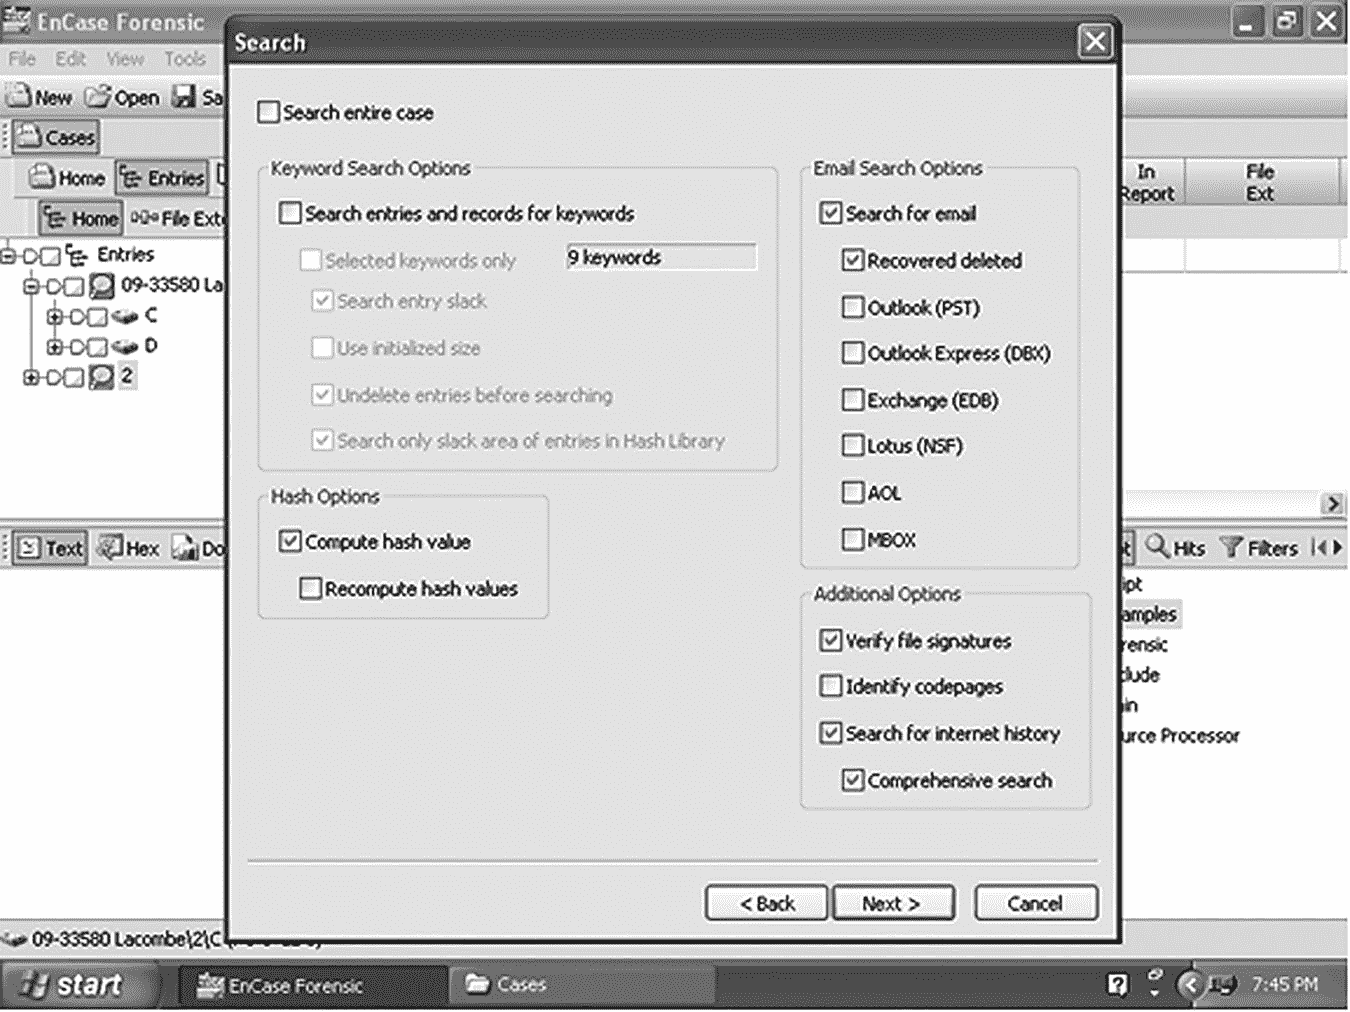 EnCase Forensic
File Edit View Tools
New Open Sa
Cases
Home Entries
Home File Exte
Entries
09-33580 La
C
D
2
Text Hex Do
Search
Search entire case
Keyword Search Options
Search entries and records for keywords
Selected keywords only 9 keywords
Search entry slack
Use initialized size
Undelete entries before searching
Search only slack area of entries in Hash Library
Hash Options
Compute hash value
Recompute hash values
Email Search Options
Search for email
Recovered deleted
Outlook (PST)
Outlook Express (DBX)
Exchange (EDB)
Lotus (NSF)
AOL
MBOX
Additional Options
Verify file signatures
Identify codepages
Search for internet history
Comprehensive search
< Back Next > Cancel
In Report
File Ext
t Hits Filters
ipt
amples
rensic
clude
in
urce Processor
09-33580 Lacombe\2\C
start EnCase Forensic Cases 7:45 PM